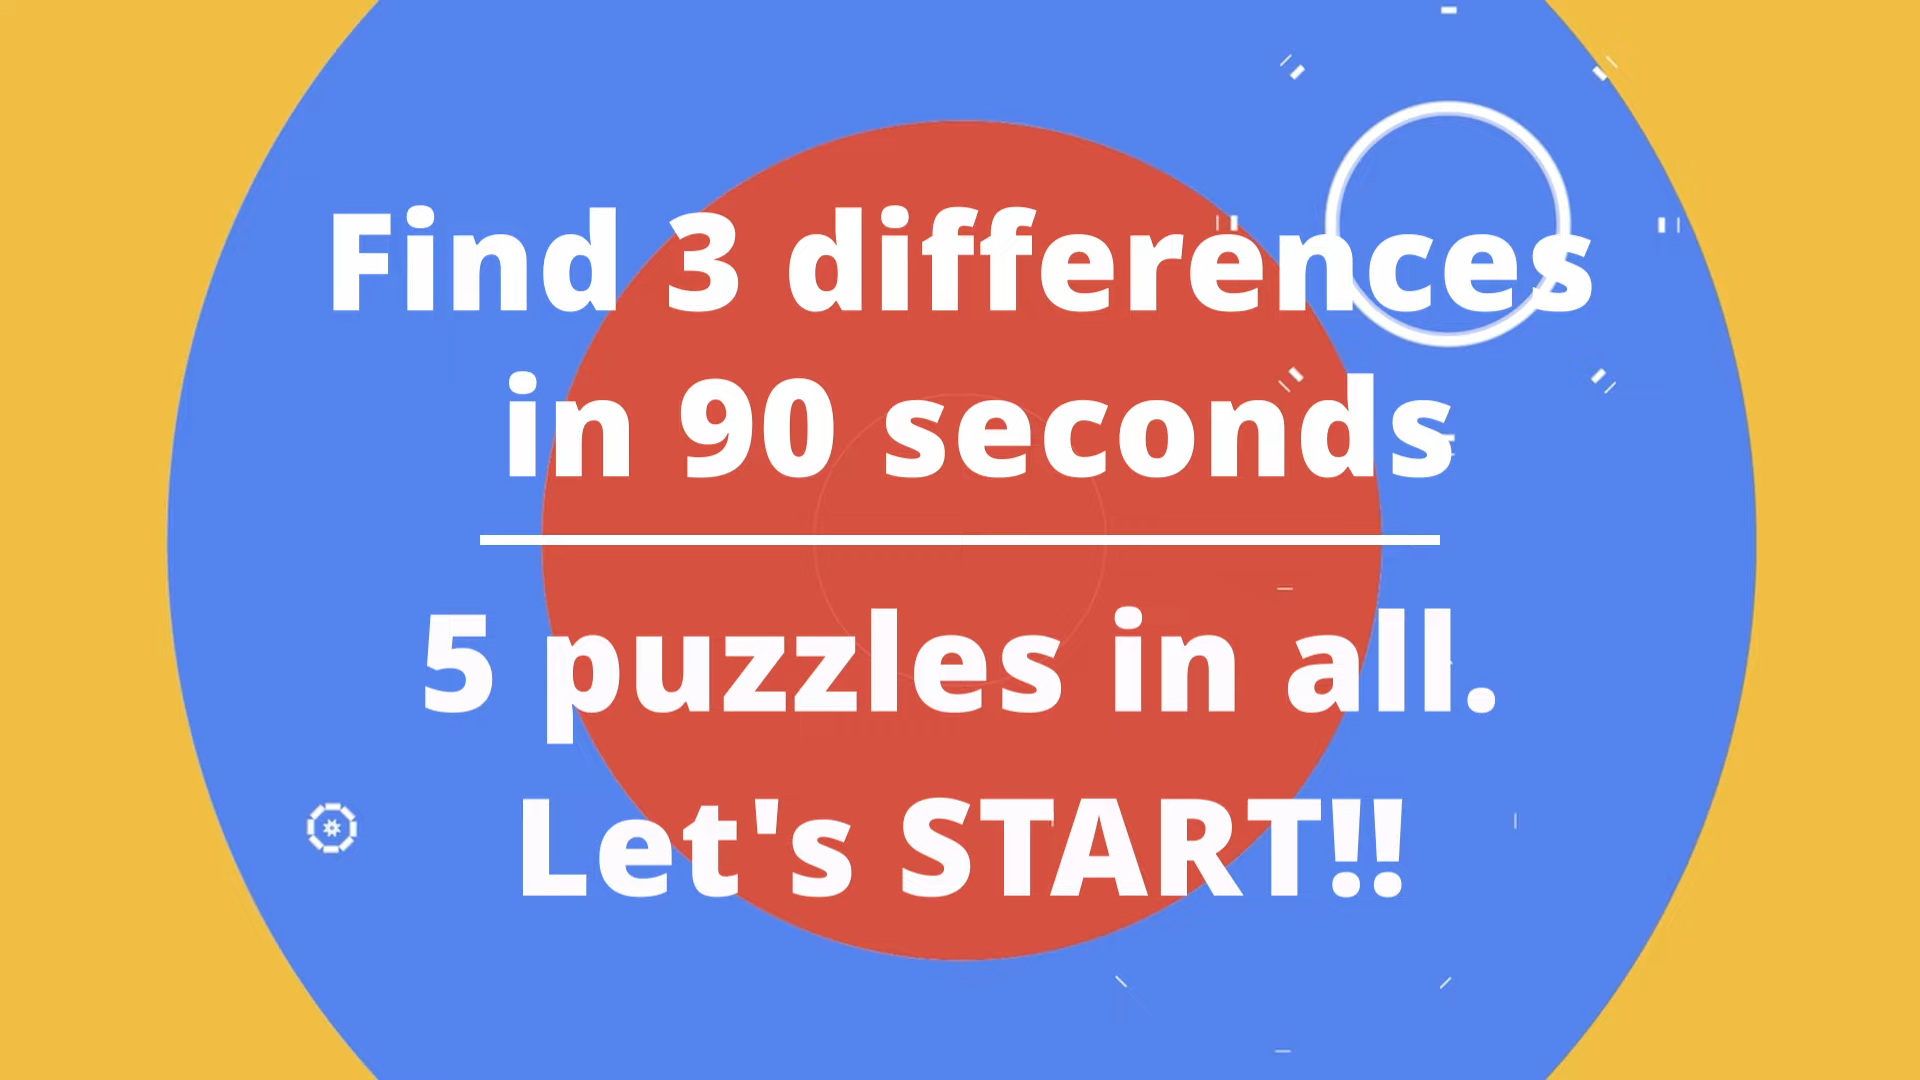 Find 3 differences
in 90 seconds
5 puzzles in all.
Let's START!!